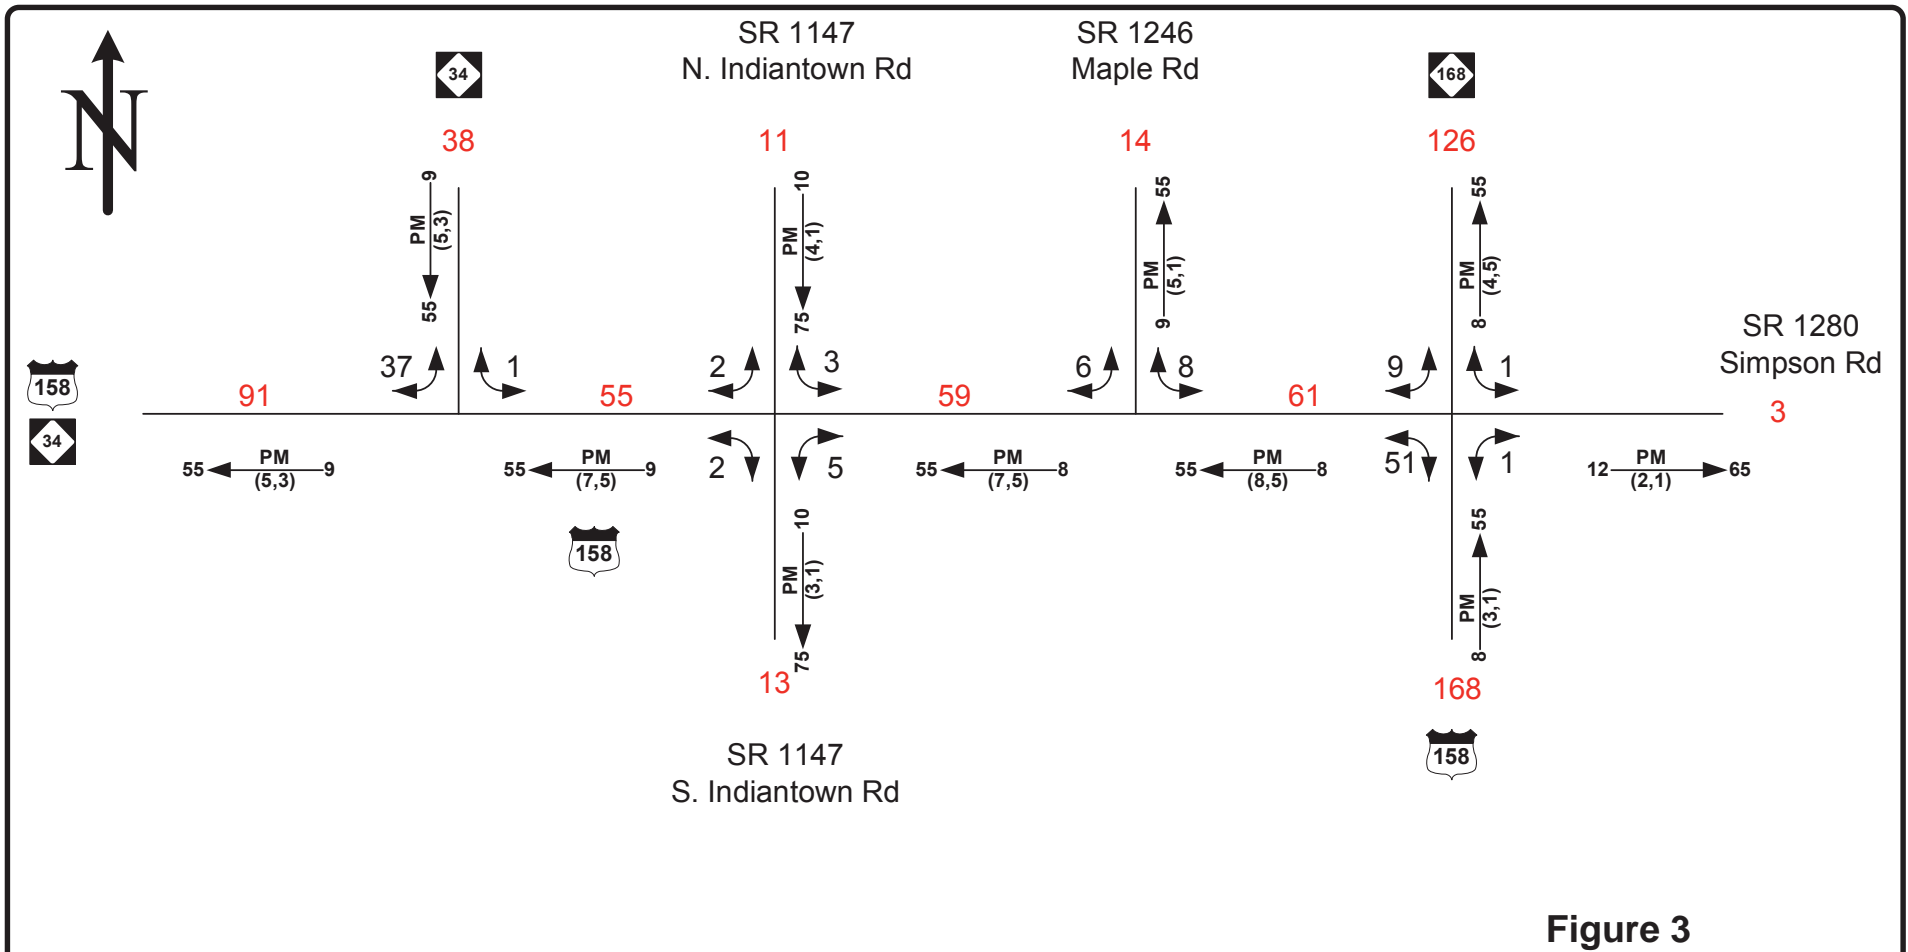 SR 1147
N. Indiantown Rd
SR 1246
Maple Rd
34
168
N
38
11
14
126
9
PM
(5,3)
55
10
PM
(4,1)
75
55
PM
(5,1)
9
55
PM
(4,5)
8
SR 1280
Simpson Rd
158
34
37
1
2
3
6
8
9
1
91
55
59
61
3
2
5
51
1
55 PM 9
(5,3)
55 PM 9
(7,5)
55 PM 8
(7,5)
55 PM 8
(8,5)
12 PM 65
(2,1)
158
10
PM
(3,1)
75
55
PM
(3,1)
8
13
168
158
SR 1147
S. Indiantown Rd
Figure 3